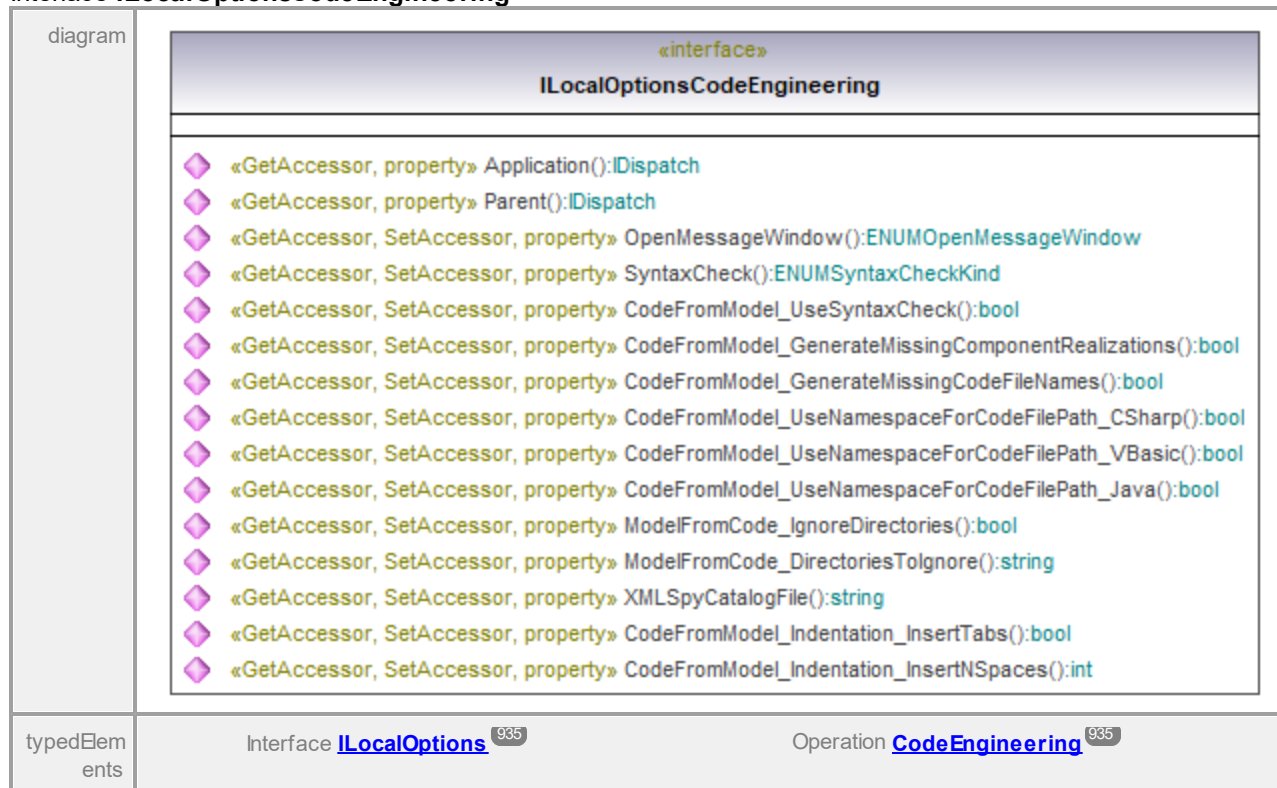 interface ILocalOptionsCodeEngineering
diagram
«interface»
ILocalOptionsCodeEngineering
«GetAccessor, property» Application():IDispatch
«GetAccessor, property» Parent():IDispatch
«GetAccessor, SetAccessor, property» OpenMessageWindow():ENUMOpenMessageWindow
«GetAccessor, SetAccessor, property» SyntaxCheck():ENUMSyntaxCheckKind
«GetAccessor, SetAccessor, property» CodeFromModel_UseSyntaxCheck():bool
«GetAccessor, SetAccessor, property» CodeFromModel_GenerateMissingComponentRealizations():bool
«GetAccessor, SetAccessor, property» CodeFromModel_GenerateMissingCodeFileNames():bool
«GetAccessor, SetAccessor, property» CodeFromModel_UseNamespaceForCodeFilePath_CSharp():bool
«GetAccessor, SetAccessor, property» CodeFromModel_UseNamespaceForCodeFilePath_VBasic():bool
«GetAccessor, SetAccessor, property» CodeFromModel_UseNamespaceForCodeFilePath_Java():bool
«GetAccessor, SetAccessor, property» ModelFromCode_IgnoreDirectories():bool
«GetAccessor, SetAccessor, property» ModelFromCode_DirectoriesToIgnore():string
«GetAccessor, SetAccessor, property» XMLSpyCatalogFile():string
«GetAccessor, SetAccessor, property» CodeFromModel_Indentation_InsertTabs():bool
«GetAccessor, SetAccessor, property» CodeFromModel_Indentation_InsertNSpaces():int
typedElem
ents
Interface ILocalOptions 935
Operation CodeEngineering 935